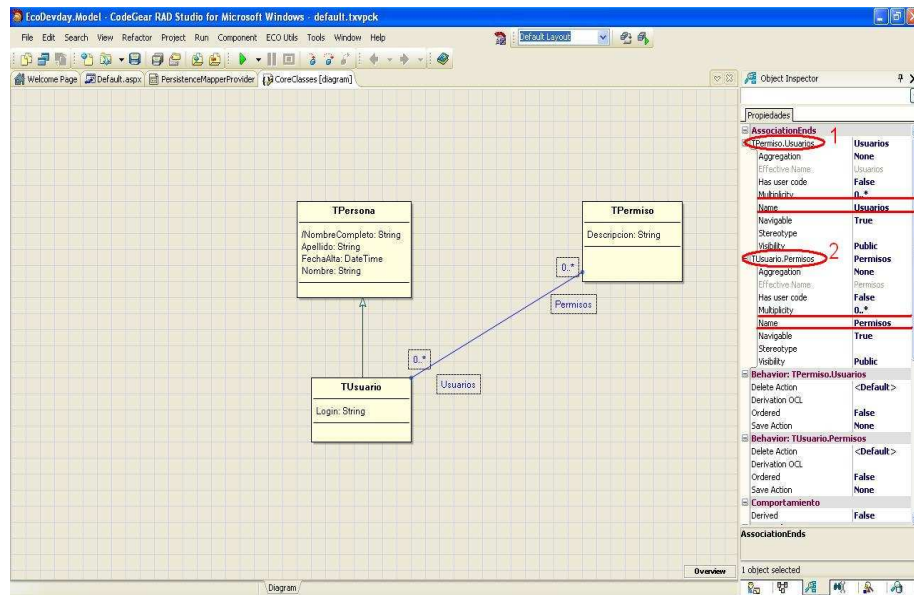 EcoDevday.Model - CodeGear RAD Studio for Microsoft Windows - default.txvpck
File Edit Search View Refactor Project Run Component ECO Utils Tools Window Help
Default Layout
Welcome Page Default.aspx PersistenceMapperProvider CoreClasses [diagram]
TPersona
/NombreCompleto: String
Apellido: String
FechaAlta: DateTime
Nombre: String
TPermiso
Descripcion: String
0..*
Permisos
0..*
Usuarios
TUsuario
Login: String
Overview
Diagram
Object Inspector
Propiedades
AssociationEnds
TPermiso.Usuarios Usuarios
1
Aggregation None
Effective Name Usuarios
Has user code False
Multiplicity 0..*
Name Usuarios
Navigable True
Stereotype
Visibility Public
TUsuario.Permisos Permisos
2
Aggregation None
Effective Name Permisos
Has user code False
Multiplicity 0..*
Name Permisos
Navigable True
Stereotype
Visibility Public
Behavior: TPermiso.Usuarios
Delete Action <Default>
Derivation OCL
Ordered False
Save Action None
Behavior: TUsuario.Permisos
Delete Action <Default>
Derivation OCL
Ordered False
Save Action None
Comportamiento
Derived False
AssociationEnds
1 object selected